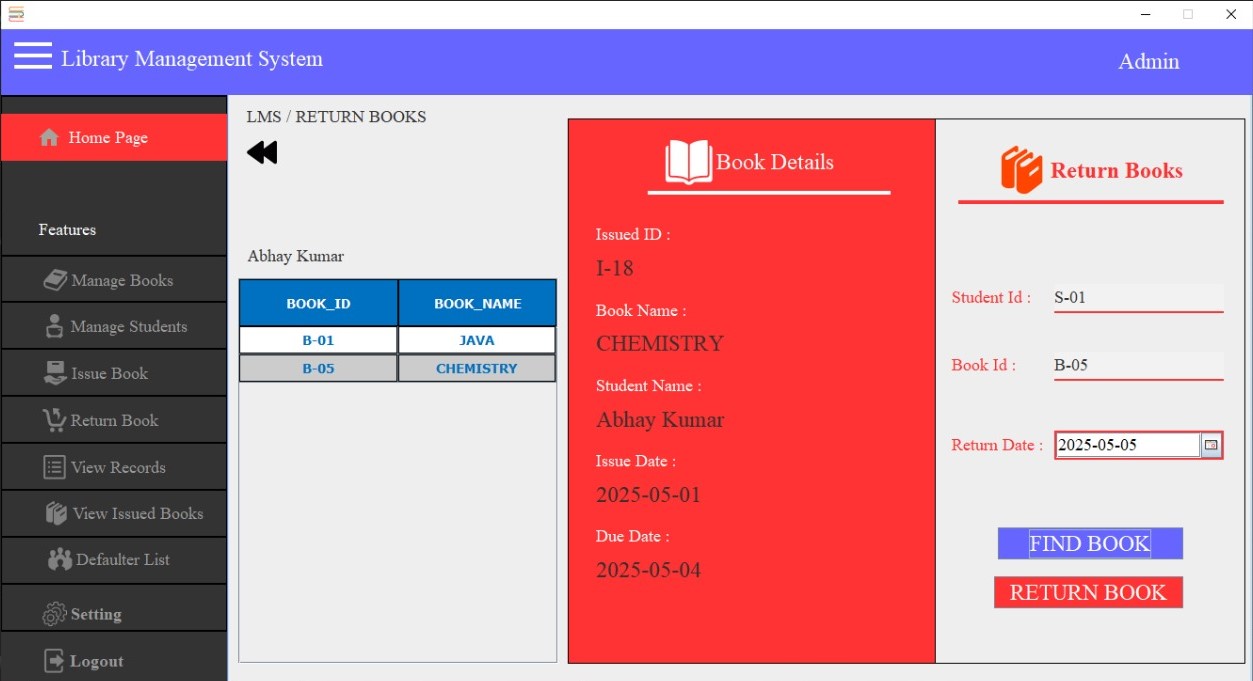 Library Management System
Admin
Home Page
Features
Manage Books
Manage Students
Issue Book
Return Book
View Records
View Issued Books
Defaulter List
Setting
Logout
LMS / RETURN BOOKS
Abhay Kumar
BOOK_ID BOOK_NAME
B-01 JAVA
B-05 CHEMISTRY
Book Details
Issued ID :
I-18
Book Name :
CHEMISTRY
Student Name :
Abhay Kumar
Issue Date :
2025-05-01
Due Date :
2025-05-04
Return Books
Student Id : S-01
Book Id : B-05
Return Date : 2025-05-05
FIND BOOK
RETURN BOOK